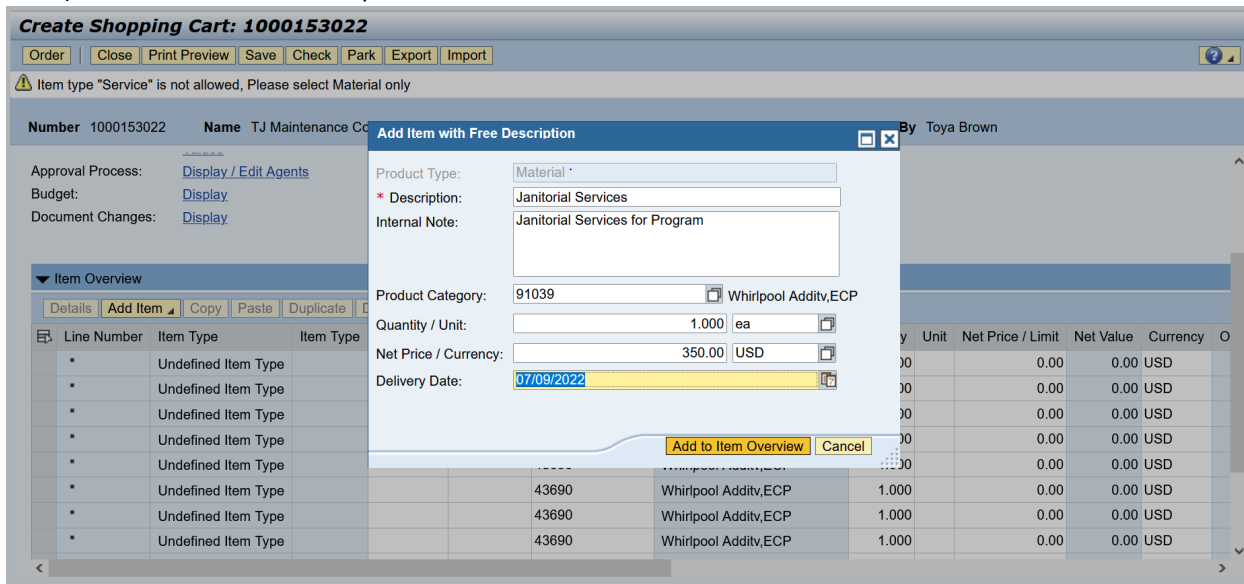 Create Shopping Cart: 1000153022
Order | Close Print Preview Save Check Park Export Import
Item type "Service" is not allowed, Please select Material only
Number 1000153022 Name TJ Maintenance Co By Toya Brown
Add Item with Free Description
Approval Process: Display / Edit Agents
Budget: Display
Document Changes: Display
Product Type: Material
* Description: Janitorial Services
Internal Note: Janitorial Services for Program
Product Category: 91039 Whirlpool Additv,ECP
Quantity / Unit: 1.000 ea
Net Price / Currency: 350.00 USD
Delivery Date: 07/09/2022
Add to Item Overview Cancel
Item Overview
Details Add Item Copy Paste Duplicate D
Line Number Item Type Item Type y Unit Net Price / Limit Net Value Currency O
* Undefined Item Type 00 0.00 0.00 USD
* Undefined Item Type 00 0.00 0.00 USD
* Undefined Item Type 00 0.00 0.00 USD
* Undefined Item Type 00 0.00 0.00 USD
* Undefined Item Type 0.00 0.00 USD
* Undefined Item Type 43690 Whirlpool Additv,ECP 1.000 0.00 0.00 USD
* Undefined Item Type 43690 Whirlpool Additv,ECP 1.000 0.00 0.00 USD
* Undefined Item Type 43690 Whirlpool Additv,ECP 1.000 0.00 0.00 USD